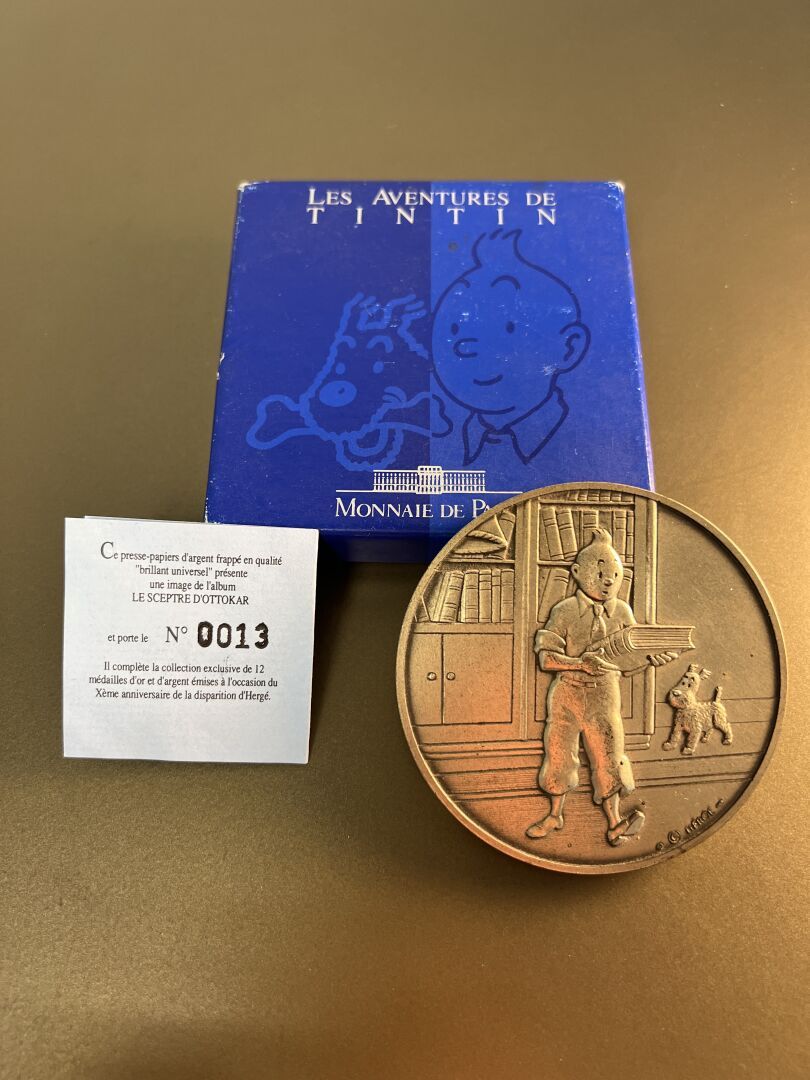 LES AVENTURES DE
TINTIN
MONNAIE DE
Ce presse-papiers d'argent frappé en qualité
"brillant universel" présente
une image de l'album
LE SCEPTRE D'OTTOKAR
et porte le N° 0013
Il complète la collection exclusive de 12
médailles d'or et d'argent émises à l'occasion du
Xème anniversaire de la disparition d'Hergé.
© HERGÉ